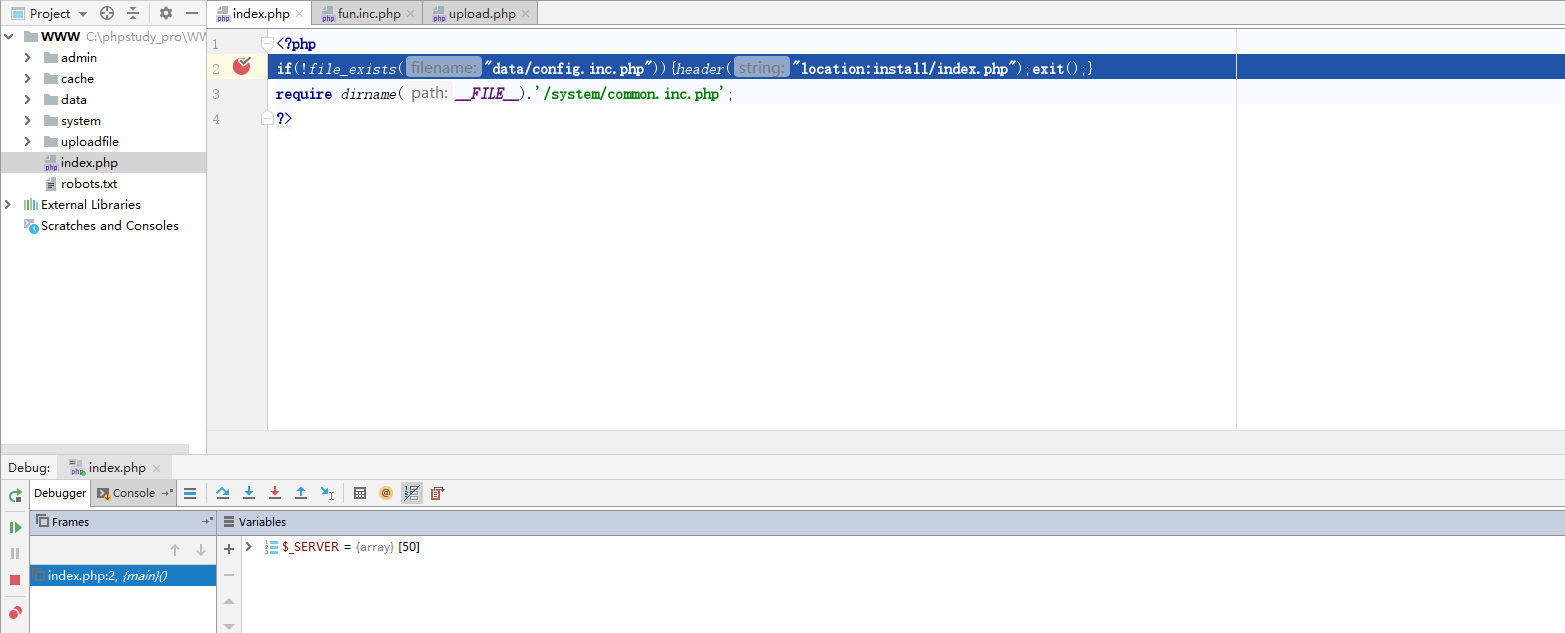 Project
index.php
fun.inc.php
upload.php
WWW C:\phpstudy_pro\WV
admin
cache
data
system
uploadfile
index.php
robots.txt
External Libraries
Scratches and Consoles
1 <?php
2 if(!file_exists( filename: "data/config.inc.php")){header( string: "location:install/index.php");exit();}
3 require dirname( path: __FILE__).'/system/common.inc.php';
4 ?>
Debug: index.php
Debugger Console
Frames
Variables
index.php:2, {main}()
$_SERVER = {array} [50]